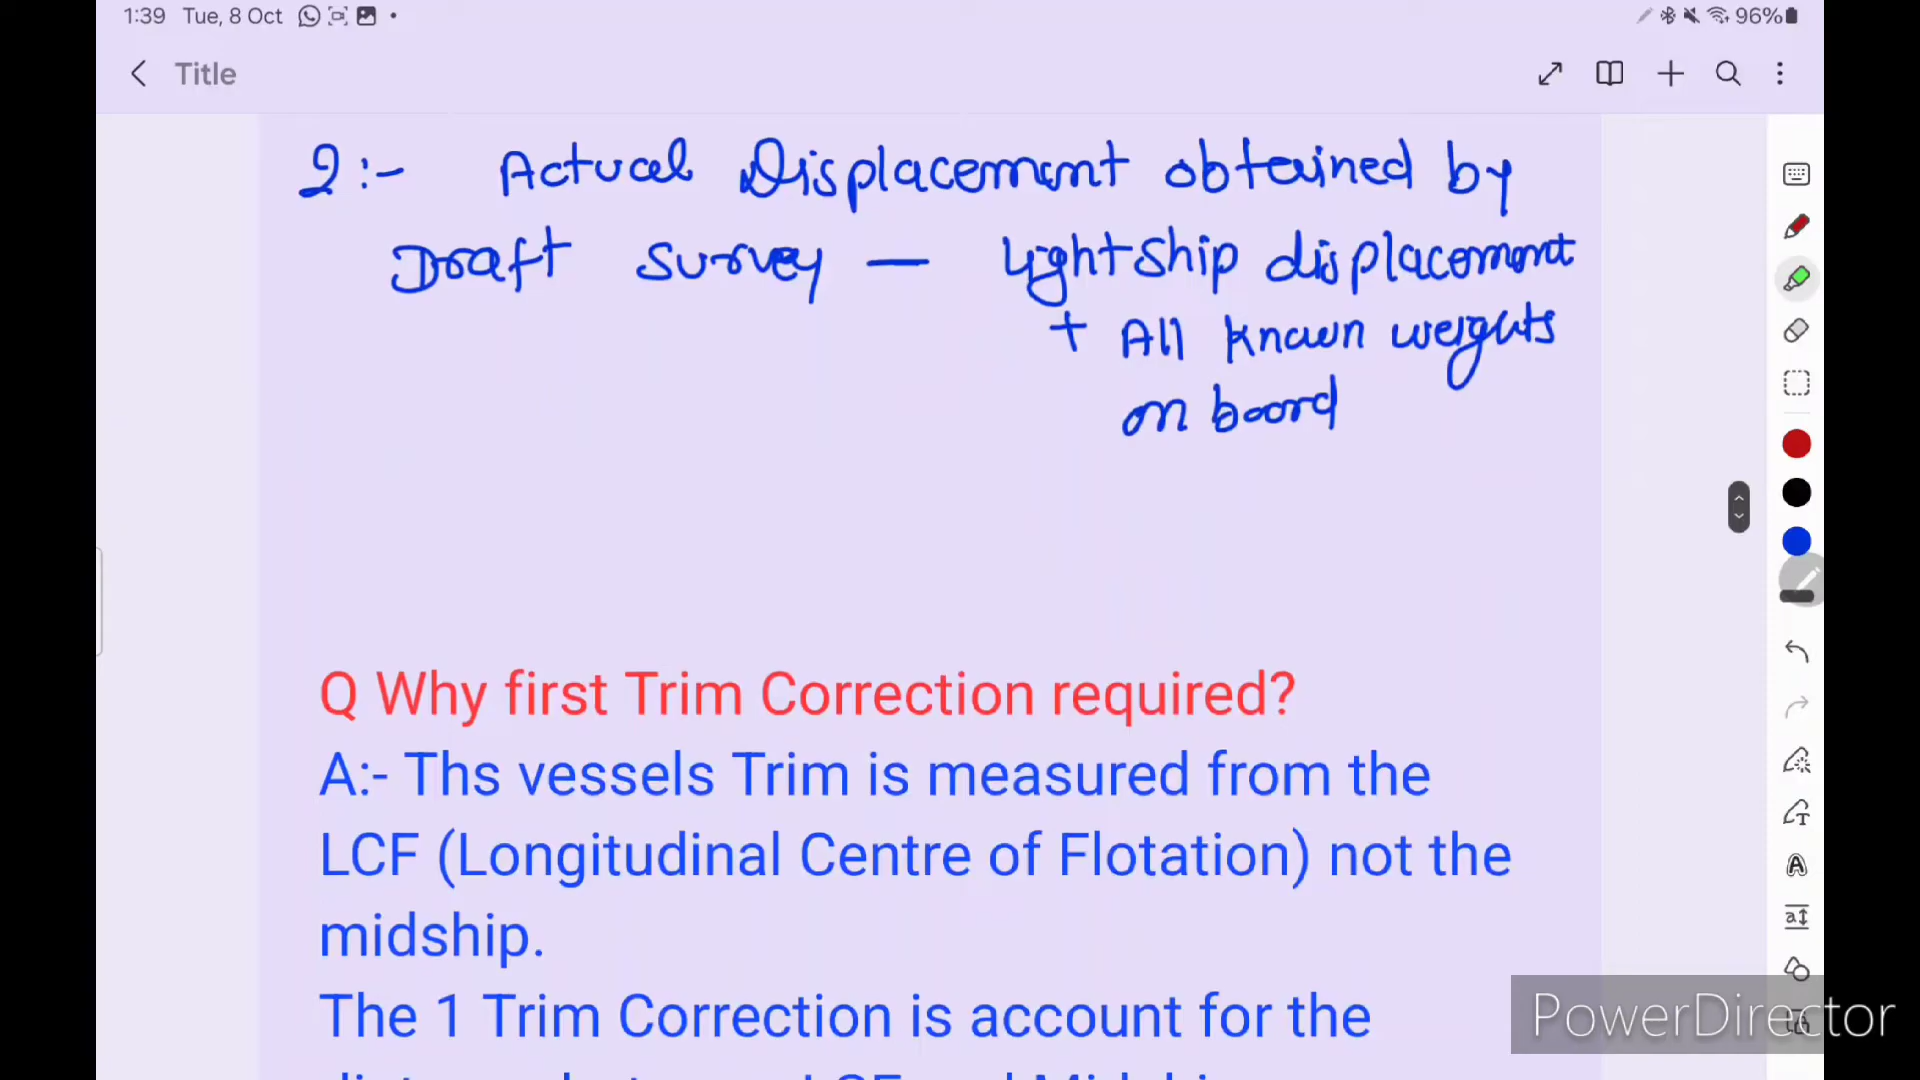 1:39 Tue, 8 Oct 96%
Title
2:- Actual Displacement obtained by
Draft survey — Lightship displacement
+ All known weights
on board
Q Why first Trim Correction required?
A:- Ths vessels Trim is measured from the
LCF (Longitudinal Centre of Flotation) not the
midship.
The 1 Trim Correction is account for the
PowerDirector